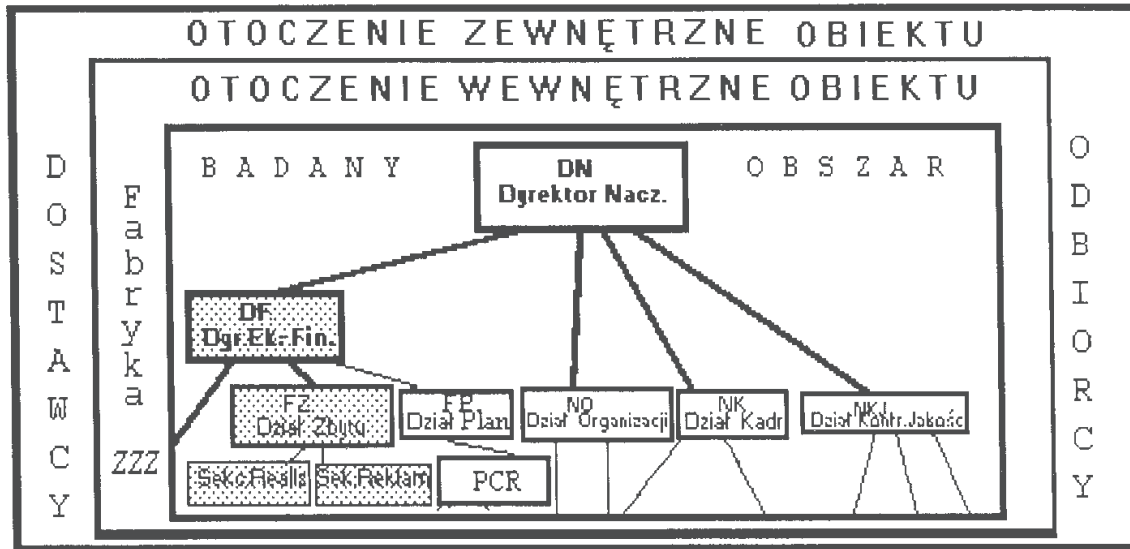 OTOCZENIE ZEWNĘTRZNE OBIEKTU
OTOCZENIE WEWNĘTRZNE OBIEKTU
DOSTAWCY
Fabryka
ZZZ
BADANY
OBSZAR
ODBIORCY
DN
Dyrektor Nacz.
DF
Dyr.Ek.-Fin.
FZ
Dział Zbytu
FP
Dział Plan
NO
Dział Organizacji
NK
Dział Kadr
NKJ
Dział Kontr.Jakośc
Sekc.Realis
Sek.Reklam
PCR